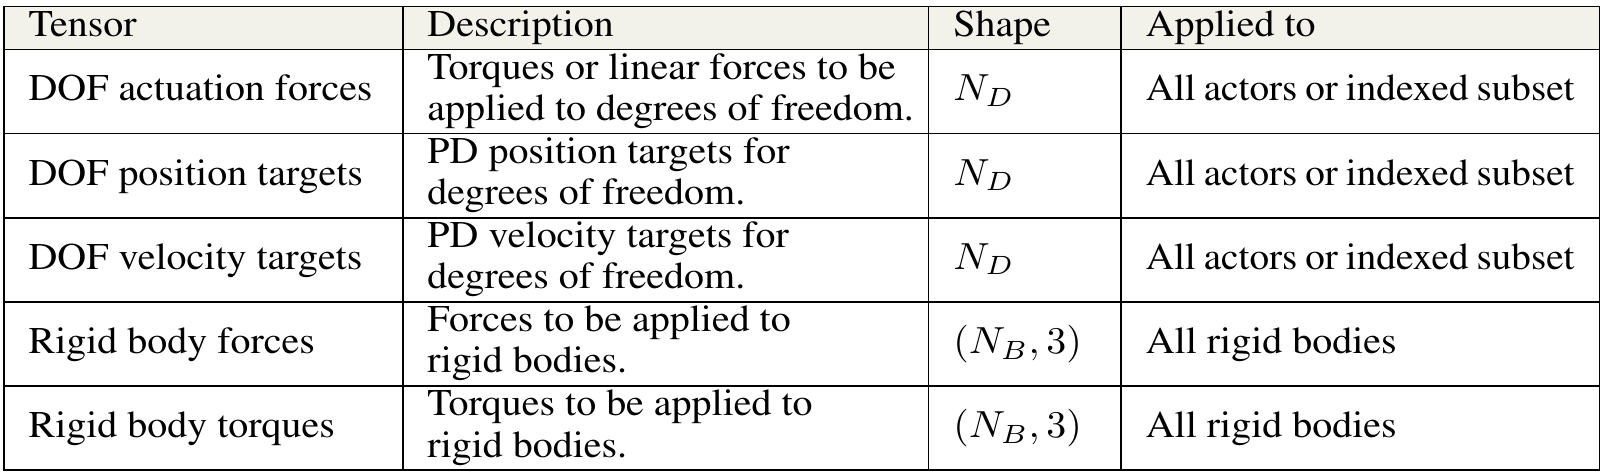 Tensor Description Shape Applied to
DOF actuation forces Torques or linear forces to be applied to degrees of freedom. N_D All actors or indexed subset
DOF position targets PD position targets for degrees of freedom. N_D All actors or indexed subset
DOF velocity targets PD velocity targets for degrees of freedom. N_D All actors or indexed subset
Rigid body forces Forces to be applied to rigid bodies. (N_B, 3) All rigid bodies
Rigid body torques Torques to be applied to rigid bodies. (N_B, 3) All rigid bodies